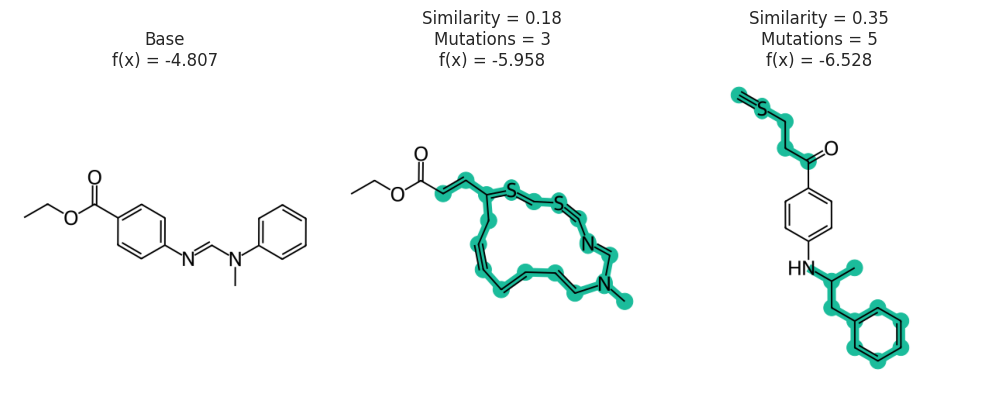 Base
f(x) = -4.807
Similarity = 0.18
Mutations = 3
f(x) = -5.958
Similarity = 0.35
Mutations = 5
f(x) = -6.528
O
O
N
N
O
O
S
S
N
N
S
O
HN